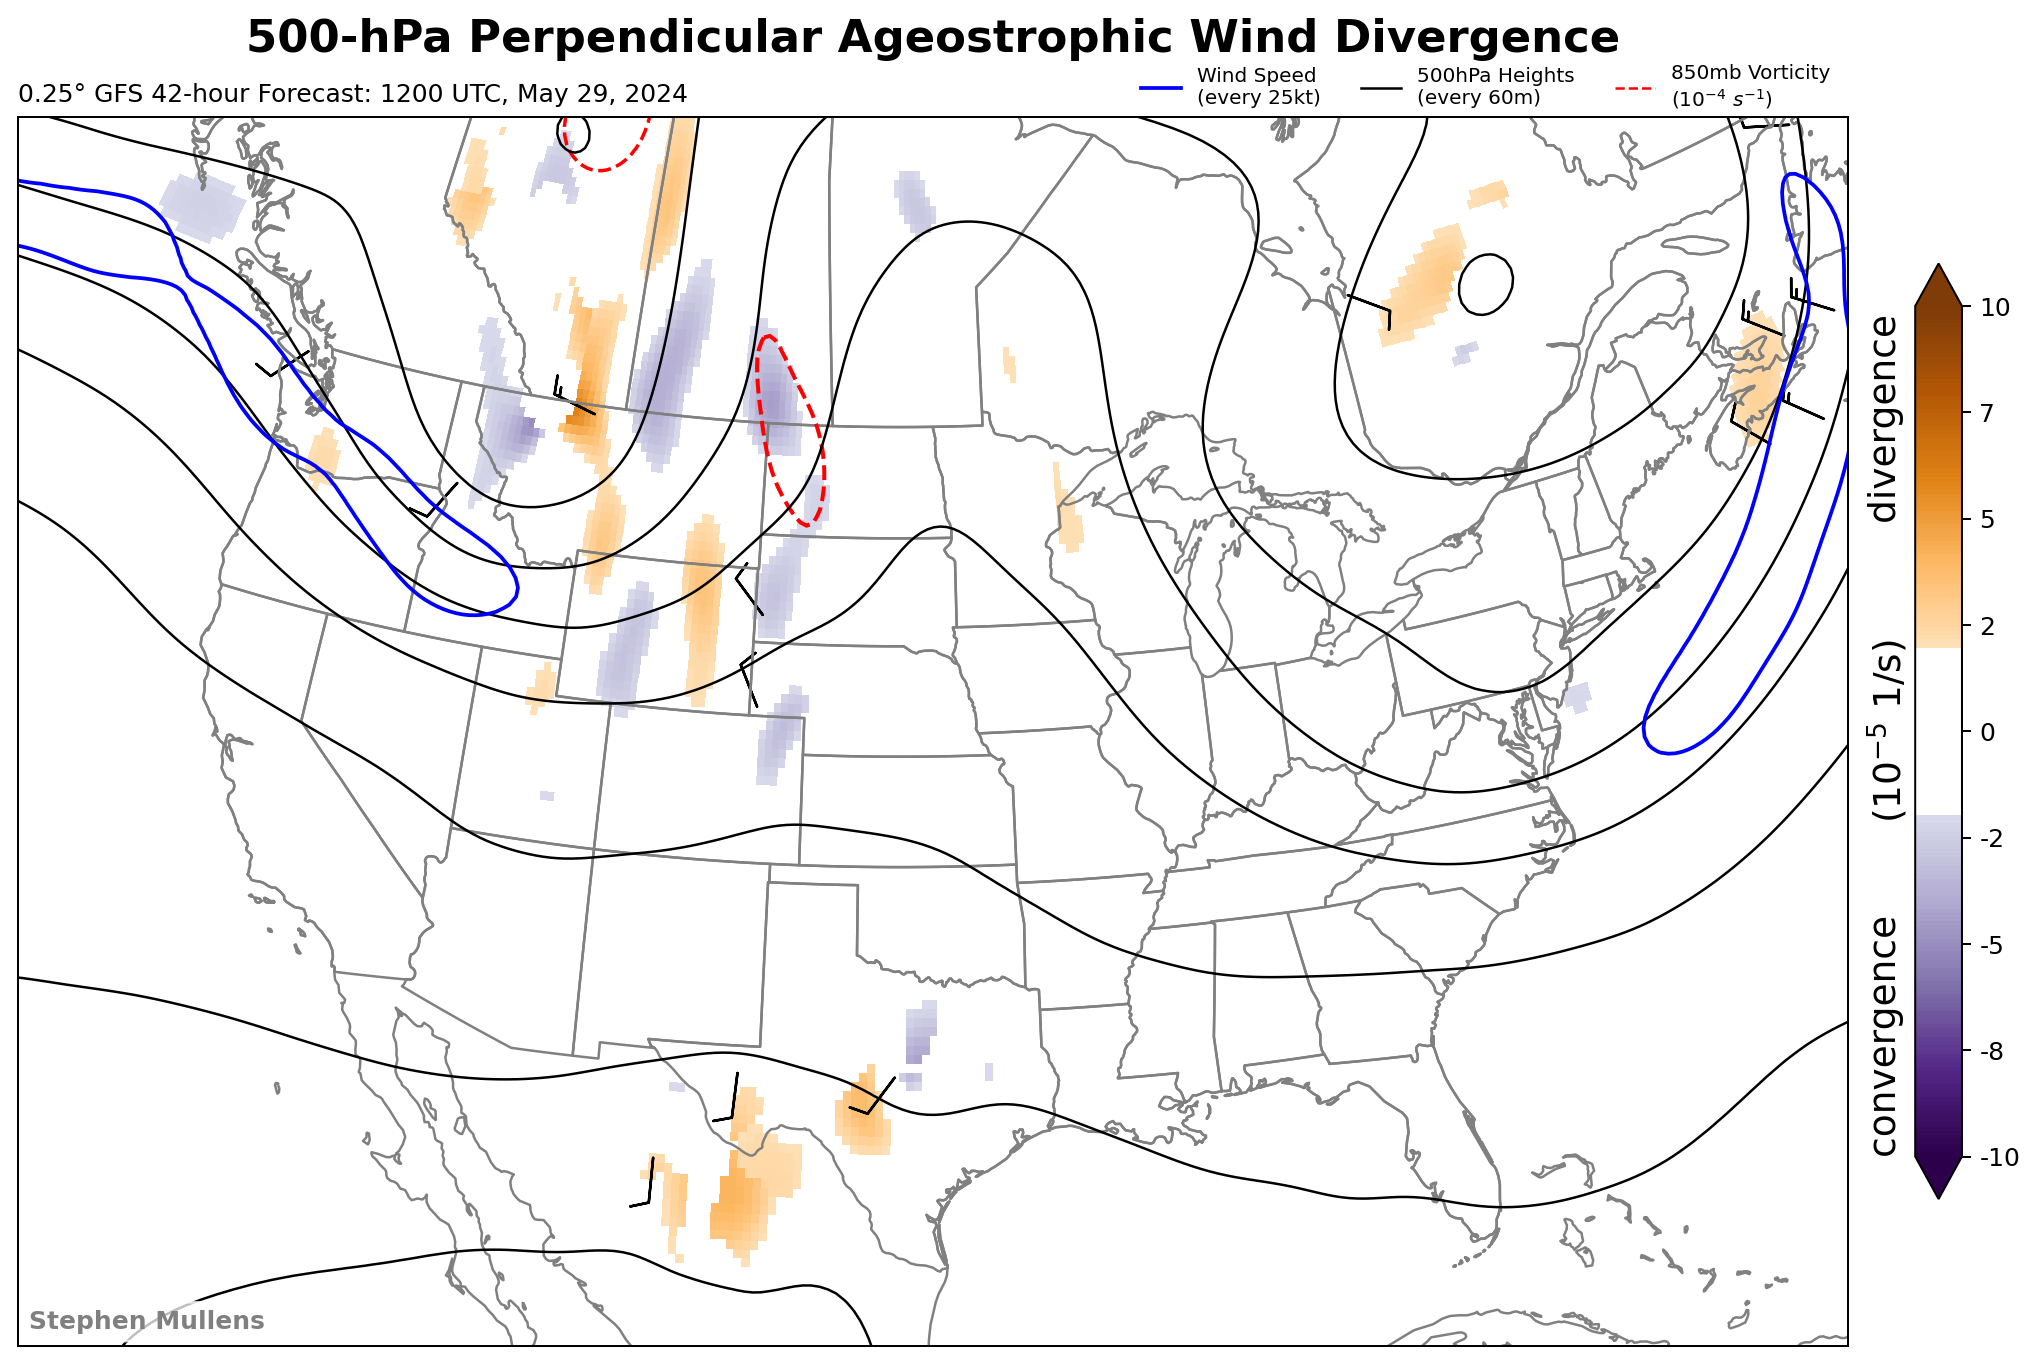 500-hPa Perpendicular Ageostrophic Wind Divergence
0.25° GFS 42-hour Forecast: 1200 UTC, May 29, 2024
Wind Speed
(every 25kt)
500hPa Heights
(every 60m)
850mb Vorticity
(10⁻⁴ s⁻¹)
10
7
5
2
0
-2
-5
-8
-10
convergence (10⁻⁵ 1/s) divergence
Stephen Mullens